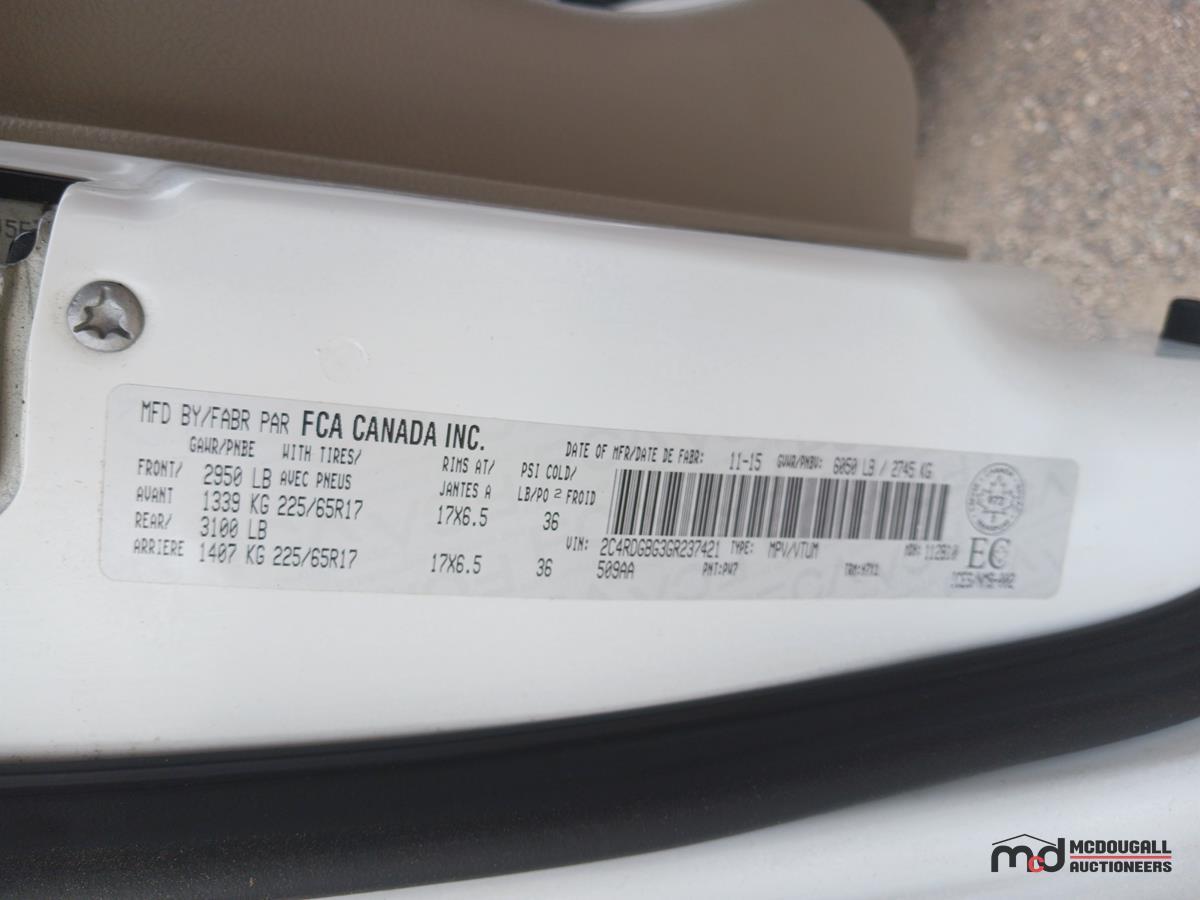 MFD BY/FABR PAR FCA CANADA INC.
DATE OF MFR/DATE DE FABR: 11-15 GVWR/PNBV: 6050 LB / 2745 KG
GAWR/PNBE WITH TIRES/ RIMS AT/ PSI COLD/
FRONT/ 2950 LB AVEC PNEUS JANTES A LB/PO 2 FROID
AVANT 1339 KG 225/65R17 17X6.5 36
REAR/ 3100 LB
ARRIERE 1407 KG 225/65R17 17X6.5 36
VIN: 2C4RDGBG3GR237421 TYPE: MPV/VTUM MDH: 112810
509AA PNT:PW7
EC
mcd MCDOUGALL
AUCTIONEERS